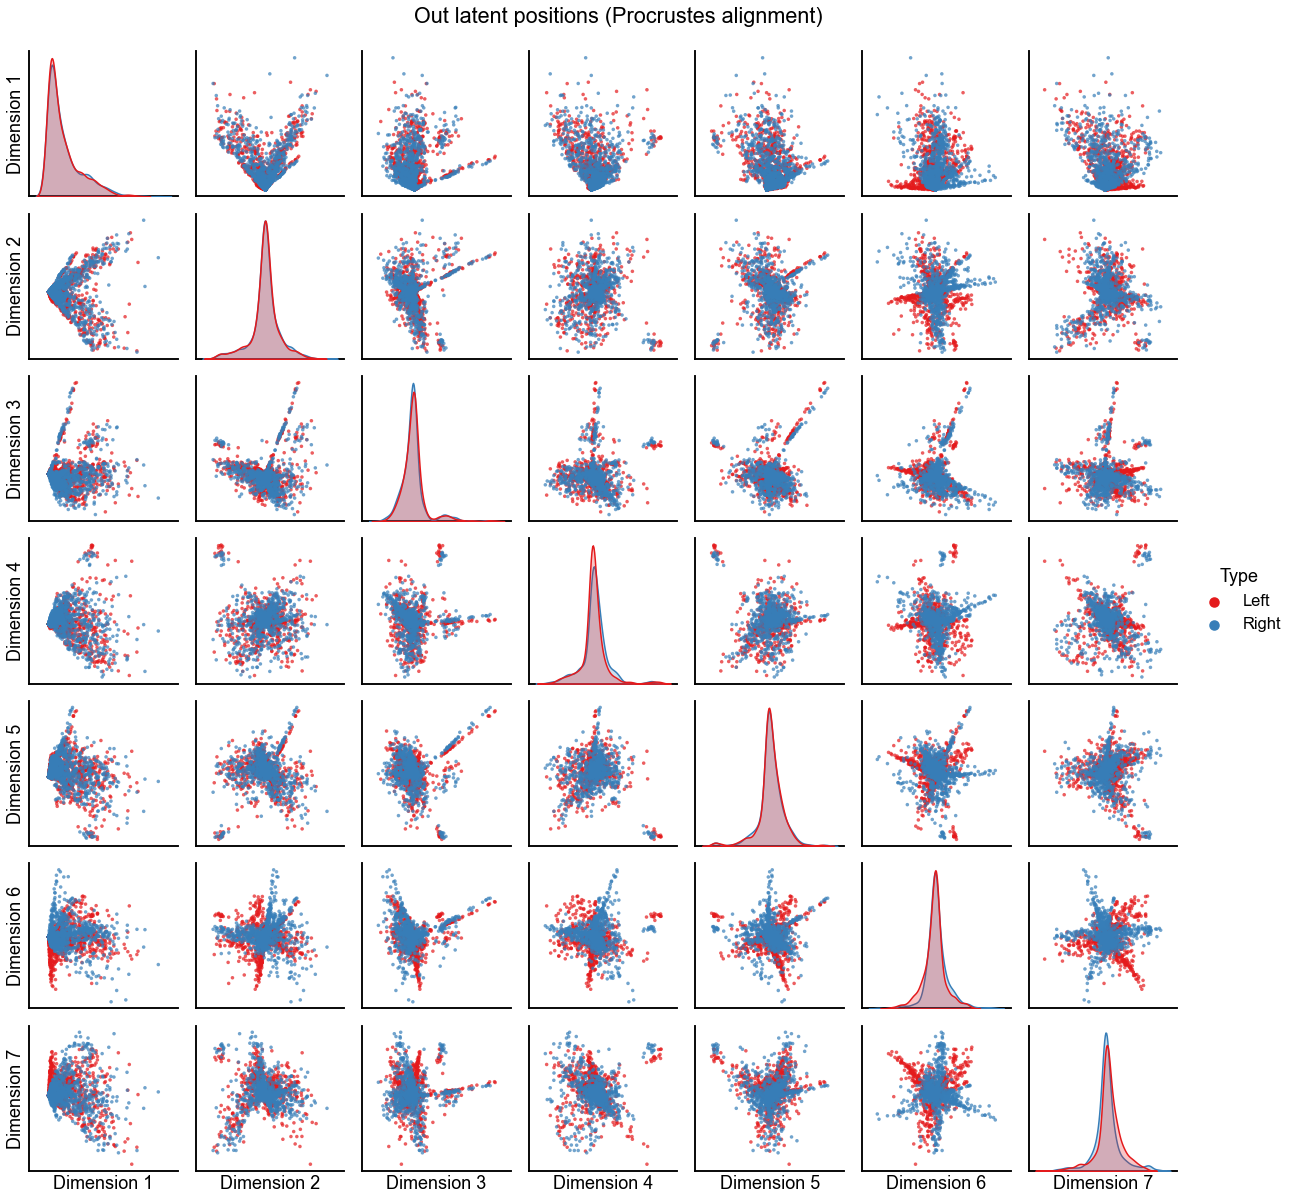 Out latent positions (Procrustes alignment)
Dimension 1
Dimension 2
Dimension 3
Dimension 4
Dimension 5
Dimension 6
Dimension 7
Type
Left
Right
Dimension 1
Dimension 2
Dimension 3
Dimension 4
Dimension 5
Dimension 6
Dimension 7